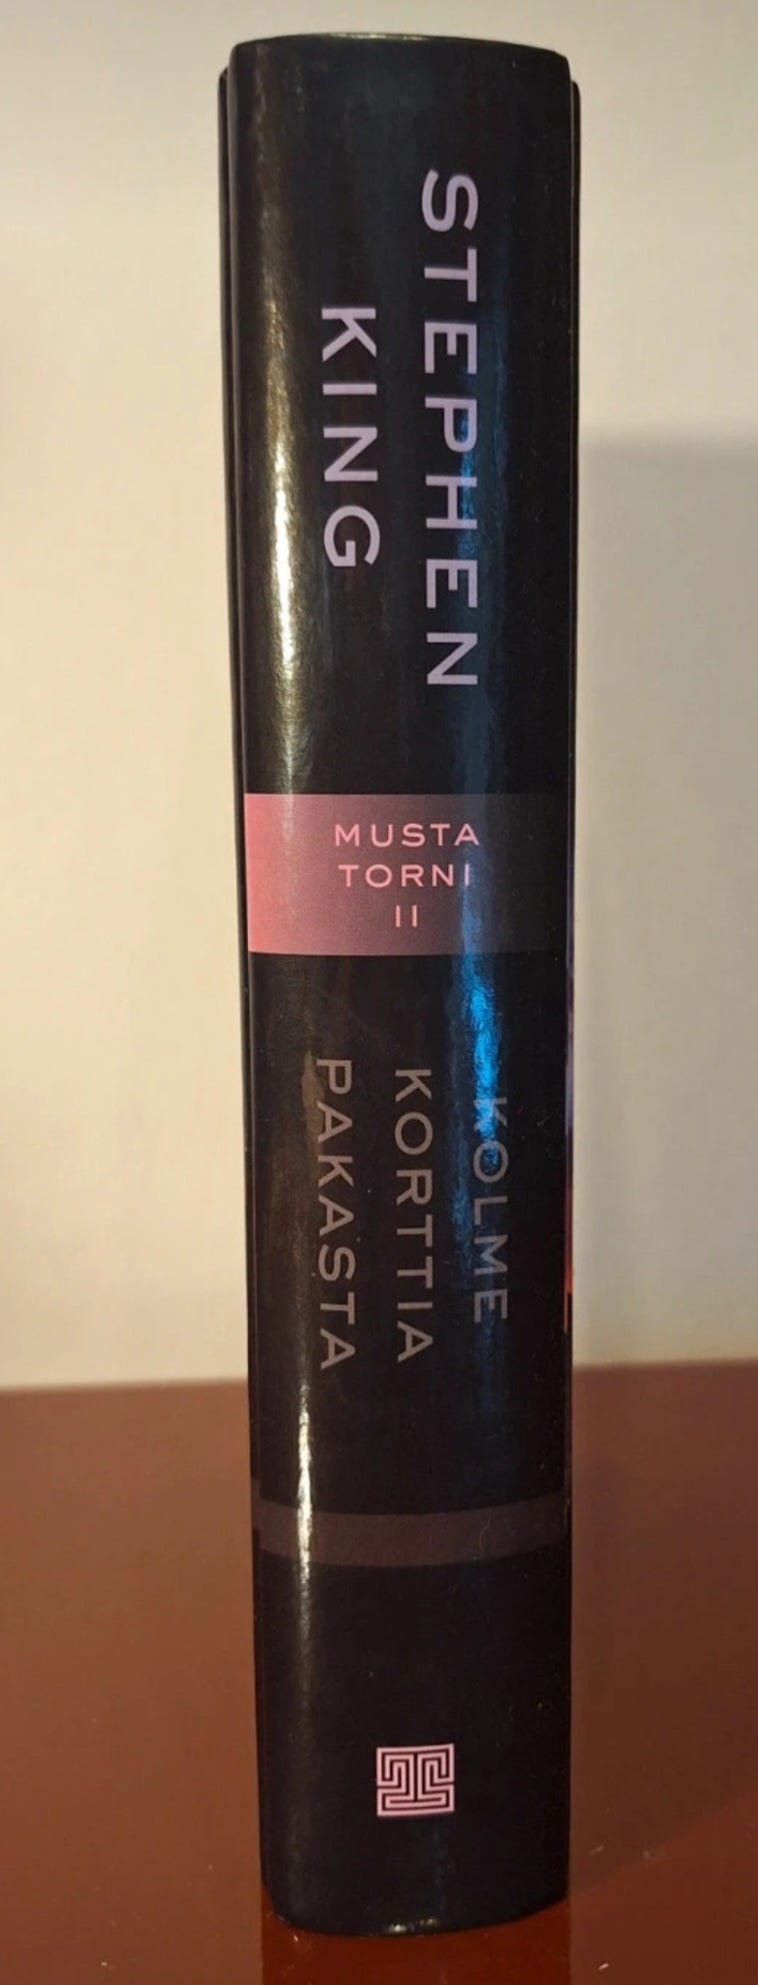 STEPHEN
KING
MUSTA
TORNI
II
KOLME
KORTTIA
PAKASTA